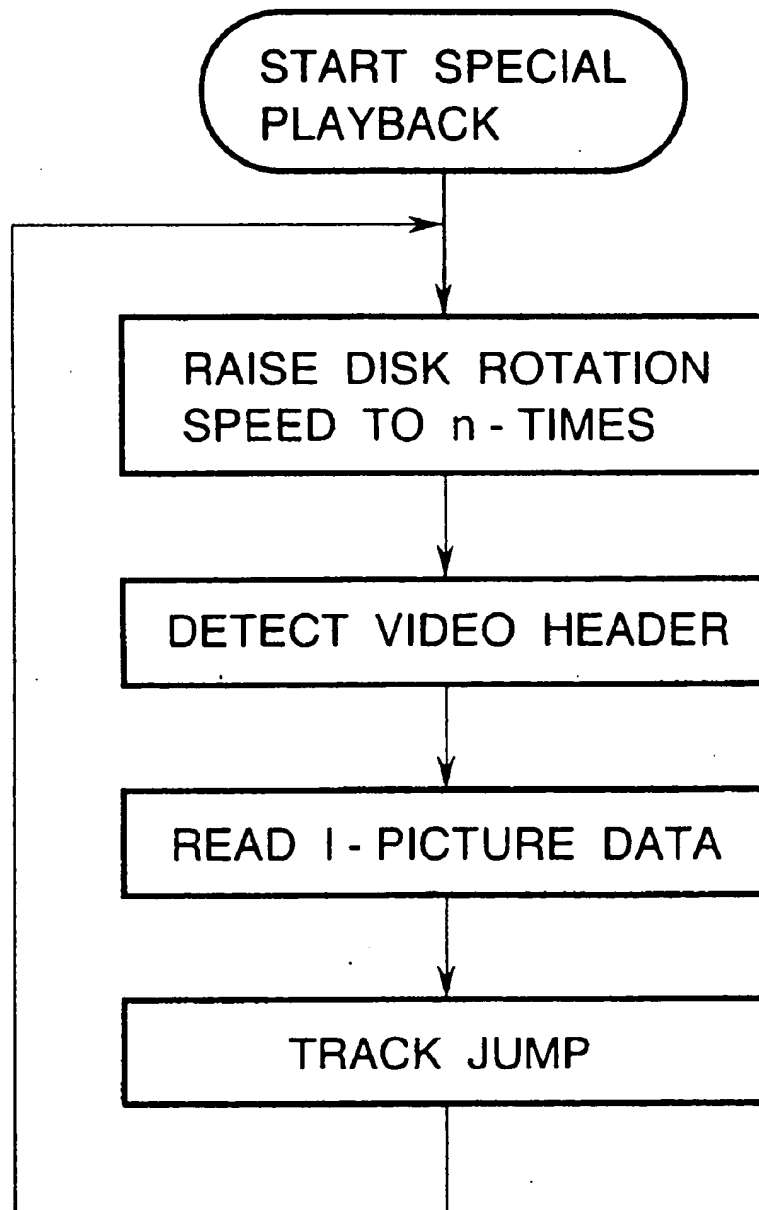 START SPECIAL
PLAYBACK
RAISE DISK ROTATION
SPEED TO n - TIMES
DETECT VIDEO HEADER
READ I - PICTURE DATA
TRACK JUMP